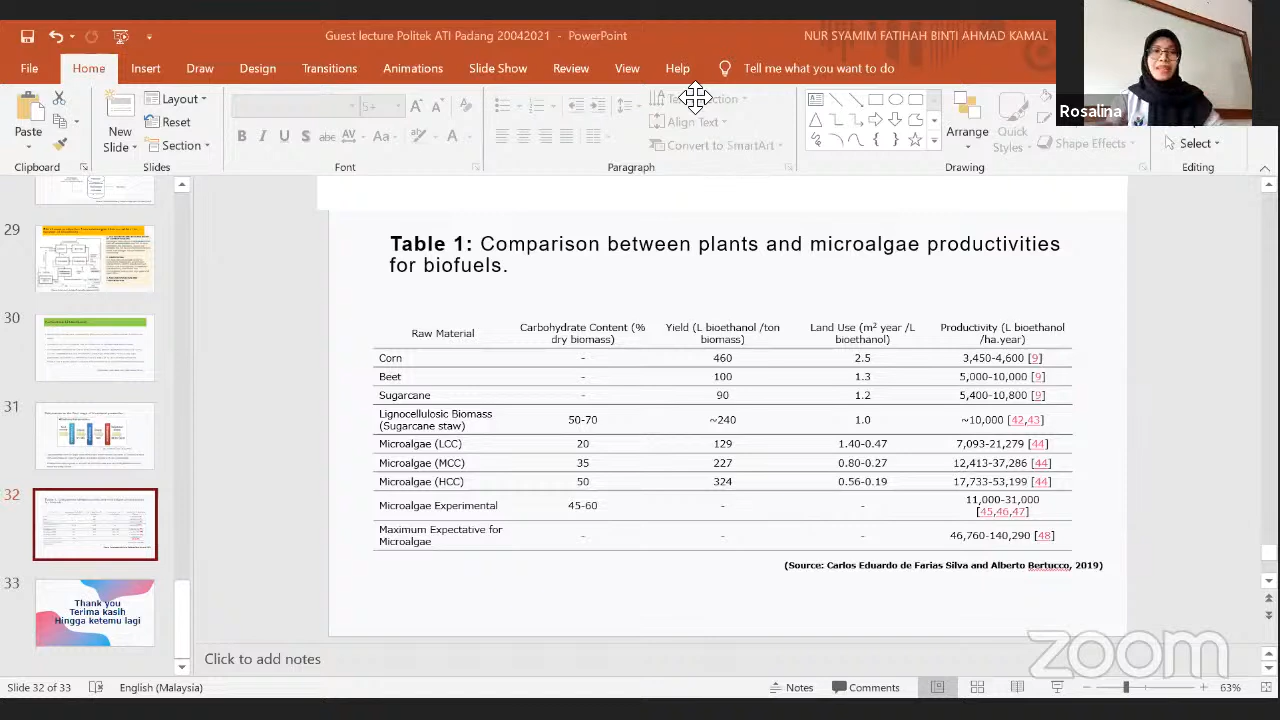 Guest lecture Politek ATI Padang 20042021 - PowerPoint
NUR SYAMIM FATIHAH BINTI AHMAD KAMAL
File Home Insert Draw Design Transitions Animations Slide Show Review View Help Tell me what you want to do
Rosalina
Paste
New
Slide
Layout
Reset
Section
Align Text
Convert to SmartArt
Arrange
Quick
Styles
Shape Effects
Select
Clipboard Slides Font Paragraph Drawing Editing
29
30
31
32
33
Thank you
Terima kasih
Hingga ketemu lagi
Table 1: Comparison between plants and microalgae productivities
for biofuels.
Raw Material Carbohydrate Content (% dry biomass) Yield (L bioethanol /ton biomass) Land Use (m² year /L bioethanol) Productivity (L bioethanol /ha.year)
Corn - 460 2.5 3,450-4,600 [9]
Beet - 100 1.3 5,000-10,000 [9]
Sugarcane - 90 1.2 5,400-10,800 [9]
Lignocellulosic Biomass (Sugarcane staw) 50-70 ~240 1.0 ~10,000 [42,43]
Microalgae (LCC) 20 129 1.40-0.47 7,093-21,279 [44]
Microalgae (MCC) 35 227 0.80-0.27 12,413-37,286 [44]
Microalgae (HCC) 50 324 0.56-0.19 17,733-53,199 [44]
Microalgae Experimental 45-60 - - 11,000-31,000 [45,46,47]
Maximum Expectative for Microalgae - - - 46,760-140,290 [48]
(Source: Carlos Eduardo de Farias Silva and Alberto Bertucco, 2019)
Click to add notes
zoom
Slide 32 of 33 English (Malaysia) Notes Comments 63%